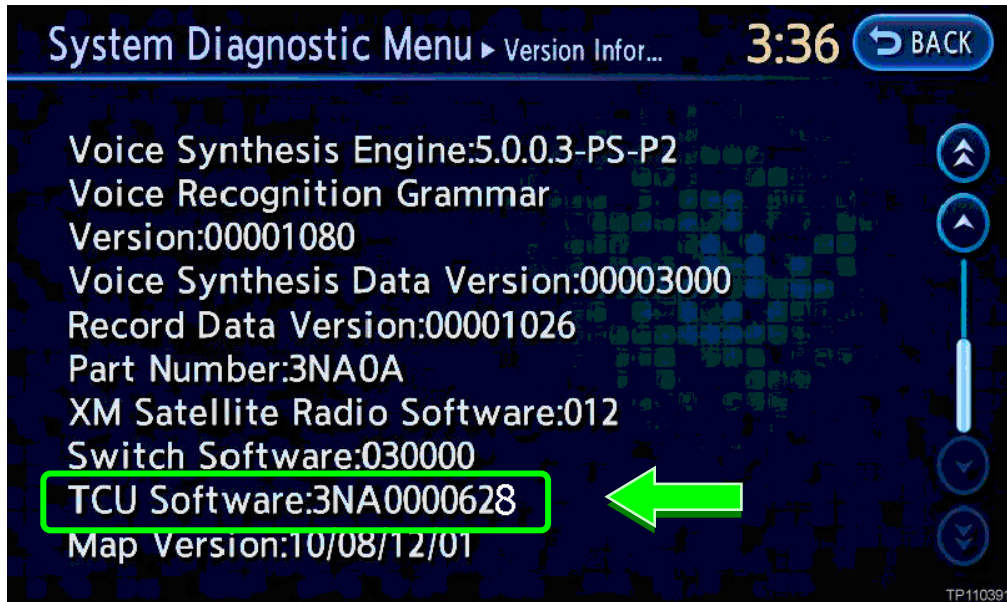 System Diagnostic Menu ▸ Version Infor... 3:36 BACK
Voice Synthesis Engine:5.0.0.3-PS-P2
Voice Recognition Grammar
Version:00001080
Voice Synthesis Data Version:00003000
Record Data Version:00001026
Part Number:3NA0A
XM Satellite Radio Software:012
Switch Software:030000
TCU Software:3NA0000628
Map Version:10/08/12/01
TP11039